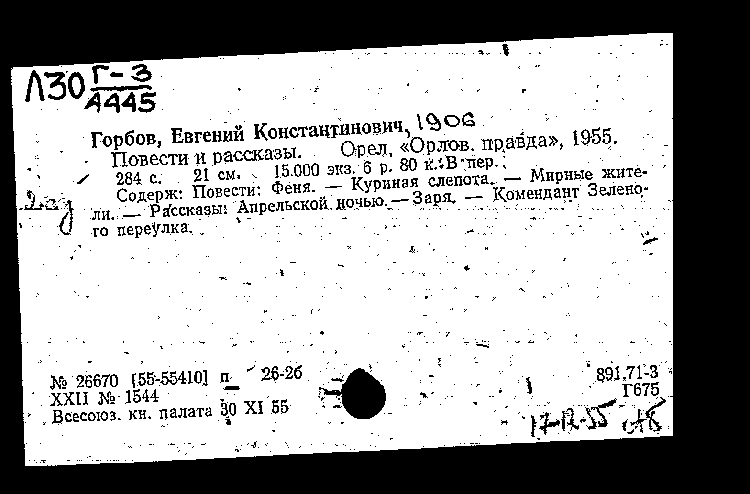 Л30 Г-3
4445
Горбов, Евгений Константинович, 1906
Повести и рассказы. Орел, «Орлов. правда», 1955.
284 с. 21 см. 15.000 экз. 6 р. 80 к. В пер.
Содерж: Повести: Феня. — Куриная слепота. — Мирные жите-
ли. — Рассказы: Апрельской ночью. — Заря. — Комендант Зелено-
го переулка.
№ 26670 [55-55410] п 26-26
XXII № 1544
Всесоюз. кн. палата 30 XI 55
891.71-3
Г675
17-12-55